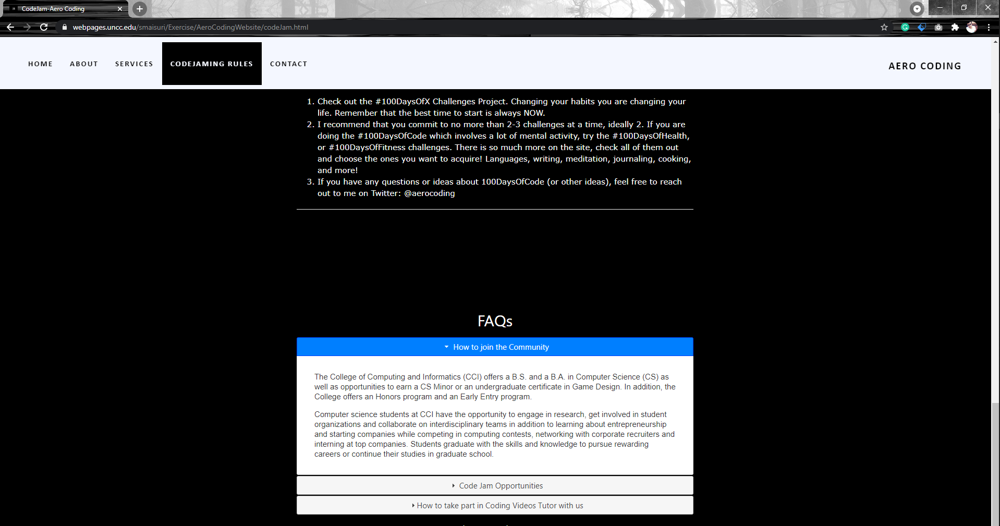 CodeJam-Aero Coding
webpages.uncc.edu/smaisuri/Exercise/AeroCodingWebsite/codeJam.html
HOME ABOUT SERVICES CODEJAMING RULES CONTACT AERO CODING
1. Check out the #100DaysOfX Challenges Project. Changing your habits you are changing your
life. Remember that the best time to start is always NOW.
2. I recommend that you commit to no more than 2-3 challenges at a time, ideally 2. If you are
doing the #100DaysOfCode which involves a lot of mental activity, try the #100DaysOfHealth,
or #100DaysOfFitness challenges. There is so much more on the site, check all of them out
and choose the ones you want to acquire! Languages, writing, meditation, journaling, cooking,
and more!
3. If you have any questions or ideas about 100DaysOfCode (or other ideas), feel free to reach
out to me on Twitter: @aerocoding
FAQs
How to join the Community
The College of Computing and Informatics (CCI) offers a B.S. and a B.A. in Computer Science (CS) as
well as opportunities to earn a CS Minor or an undergraduate certificate in Game Design. In addition, the
College offers an Honors program and an Early Entry program.
Computer science students at CCI have the opportunity to engage in research, get involved in student
organizations and collaborate on interdisciplinary teams in addition to learning about entrepreneurship
and starting companies while competing in computing contests, networking with corporate recruiters and
interning at top companies. Students graduate with the skills and knowledge to pursue rewarding
careers or continue their studies in graduate school.
Code Jam Opportunities
How to take part in Coding Videos Tutor with us